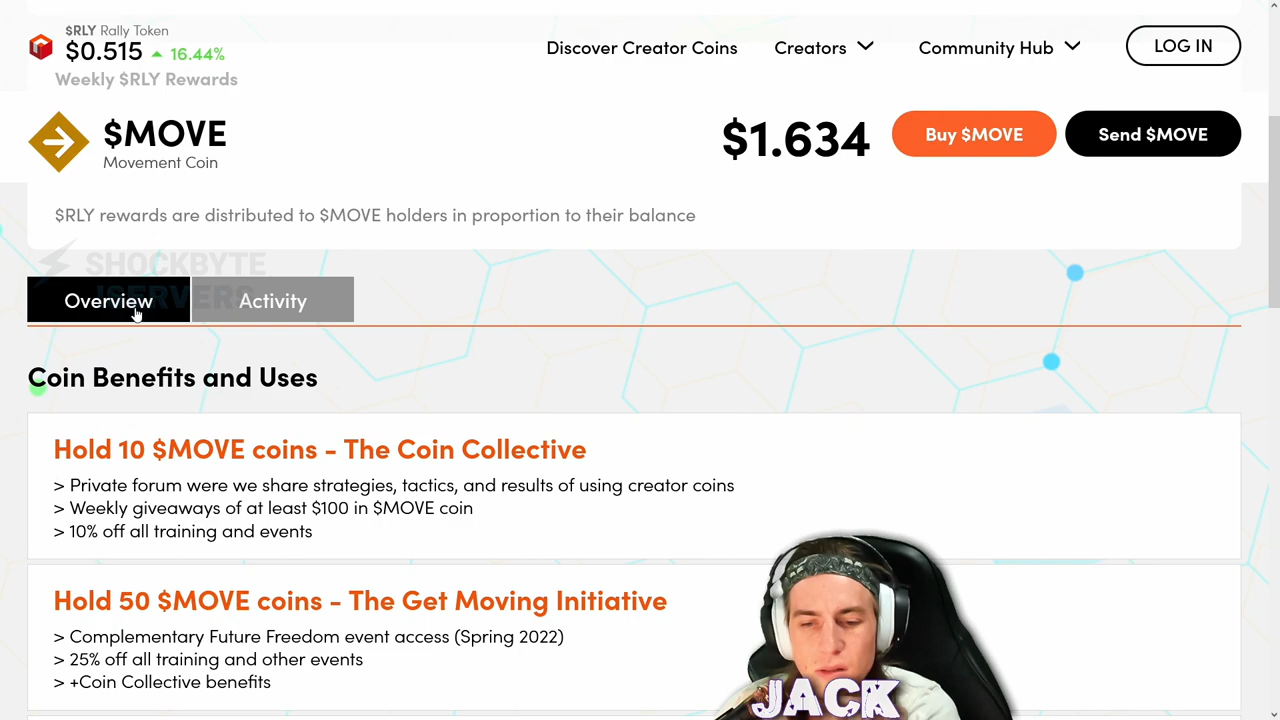 $RLY Rally Token
$0.515 16.44%
Weekly $RLY Rewards
Discover Creator Coins
Creators
Community Hub
LOG IN
$MOVE
Movement Coin
$1.634
Buy $MOVE
Send $MOVE
$RLY rewards are distributed to $MOVE holders in proportion to their balance
SHOCKBYTE
SERVERS
Overview
Activity
Coin Benefits and Uses
Hold 10 $MOVE coins - The Coin Collective
> Private forum were we share strategies, tactics, and results of using creator coins
> Weekly giveaways of at least $100 in $MOVE coin
> 10% off all training and events
Hold 50 $MOVE coins - The Get Moving Initiative
> Complementary Future Freedom event access (Spring 2022)
> 25% off all training and other events
> +Coin Collective benefits
JACK